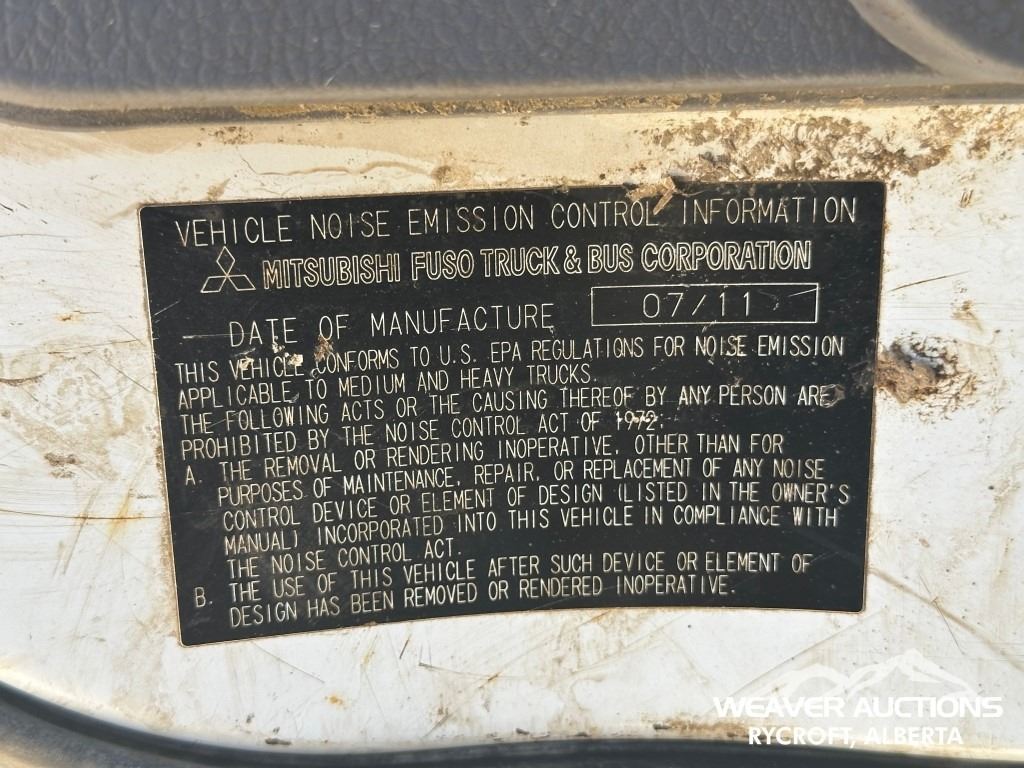 VEHICLE NOISE EMISSION CONTROL INFORMATION
MITSUBISHI FUSO TRUCK & BUS CORPORATION
DATE OF MANUFACTURE 07/11
THIS VEHICLE CONFORMS TO U.S. EPA REGULATIONS FOR NOISE EMISSION
APPLICABLE TO MEDIUM AND HEAVY TRUCKS.
THE FOLLOWING ACTS OR THE CAUSING THEREOF BY ANY PERSON ARE
PROHIBITED BY THE NOISE CONTROL ACT OF 1972:
A. THE REMOVAL OR RENDERING INOPERATIVE, OTHER THAN FOR
PURPOSES OF MAINTENANCE, REPAIR, OR REPLACEMENT OF ANY NOISE
CONTROL DEVICE OR ELEMENT OF DESIGN (LISTED IN THE OWNER'S
MANUAL) INCORPORATED INTO THIS VEHICLE IN COMPLIANCE WITH
THE NOISE CONTROL ACT.
B. THE USE OF THIS VEHICLE AFTER SUCH DEVICE OR ELEMENT OF
DESIGN HAS BEEN REMOVED OR RENDERED INOPERATIVE.
WEAVER AUCTIONS
RYCROFT, ALBERTA